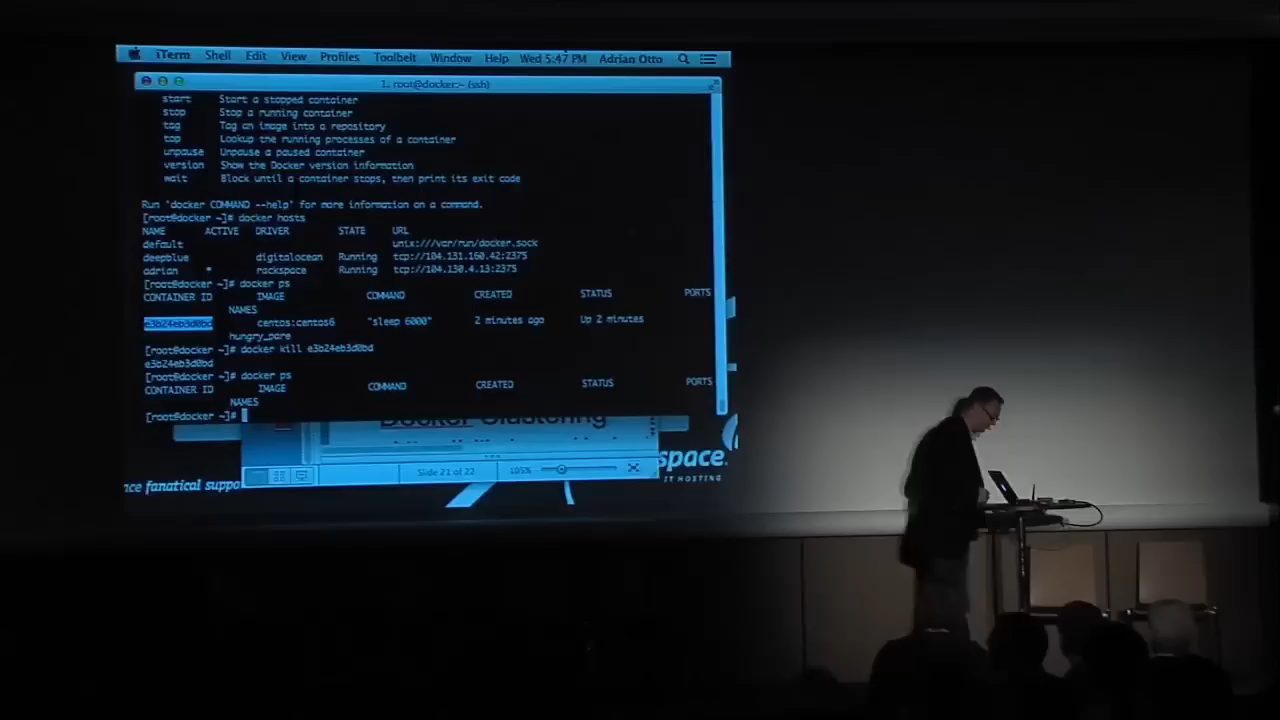 iTerm Shell Edit View Profiles Toolbelt Window Help Wed 5:47 PM Adrian Otto
1. root@docker:~ (ssh)
start Start a stopped container
stop Stop a running container
tag Tag an image into a repository
top Lookup the running processes of a container
unpause Unpause a paused container
version Show the Docker version information
wait Block until a container stops, then print its exit code
Run 'docker COMMAND --help' for more information on a command.
[root@docker ~]# docker hosts
NAME ACTIVE DRIVER STATE URL
default unix:///var/run/docker.sock
deepblue digitalocean Running tcp://104.131.160.42:2375
adrian * rackspace Running tcp://104.130.4.13:2375
[root@docker ~]# docker ps
CONTAINER ID IMAGE COMMAND CREATED STATUS PORTS
NAMES
e3b24eb3d0bd centos:centos6 "sleep 6000" 2 minutes ago Up 2 minutes
hungry_pare
[root@docker ~]# docker kill e3b24eb3d0bd
e3b24eb3d0bd
[root@docker ~]# docker ps
CONTAINER ID IMAGE COMMAND CREATED STATUS PORTS
NAMES
[root@docker ~]#
Docker Clustering
Slide 21 of 22 105%
space.
IT HOSTING
nce fanatical suppo